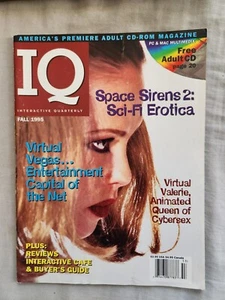 AMERICA'S PREMIERE ADULT CD-ROM MAGAZINE
PC & MAC MULTIMEDIA
IQ
Free
Adult CD
INTERACTIVE QUARTERLY
FALL 1995
Space Sirens 2:
Sci-Fi Erotica
Virtual
Vegas...
Entertainment
Capital of
the Net
Virtual
Valerie,
Animated
Queen of
Cybersex
PLUS:
REVIEWS
INTERACTIVE CAFE
& BUYER'S GUIDE